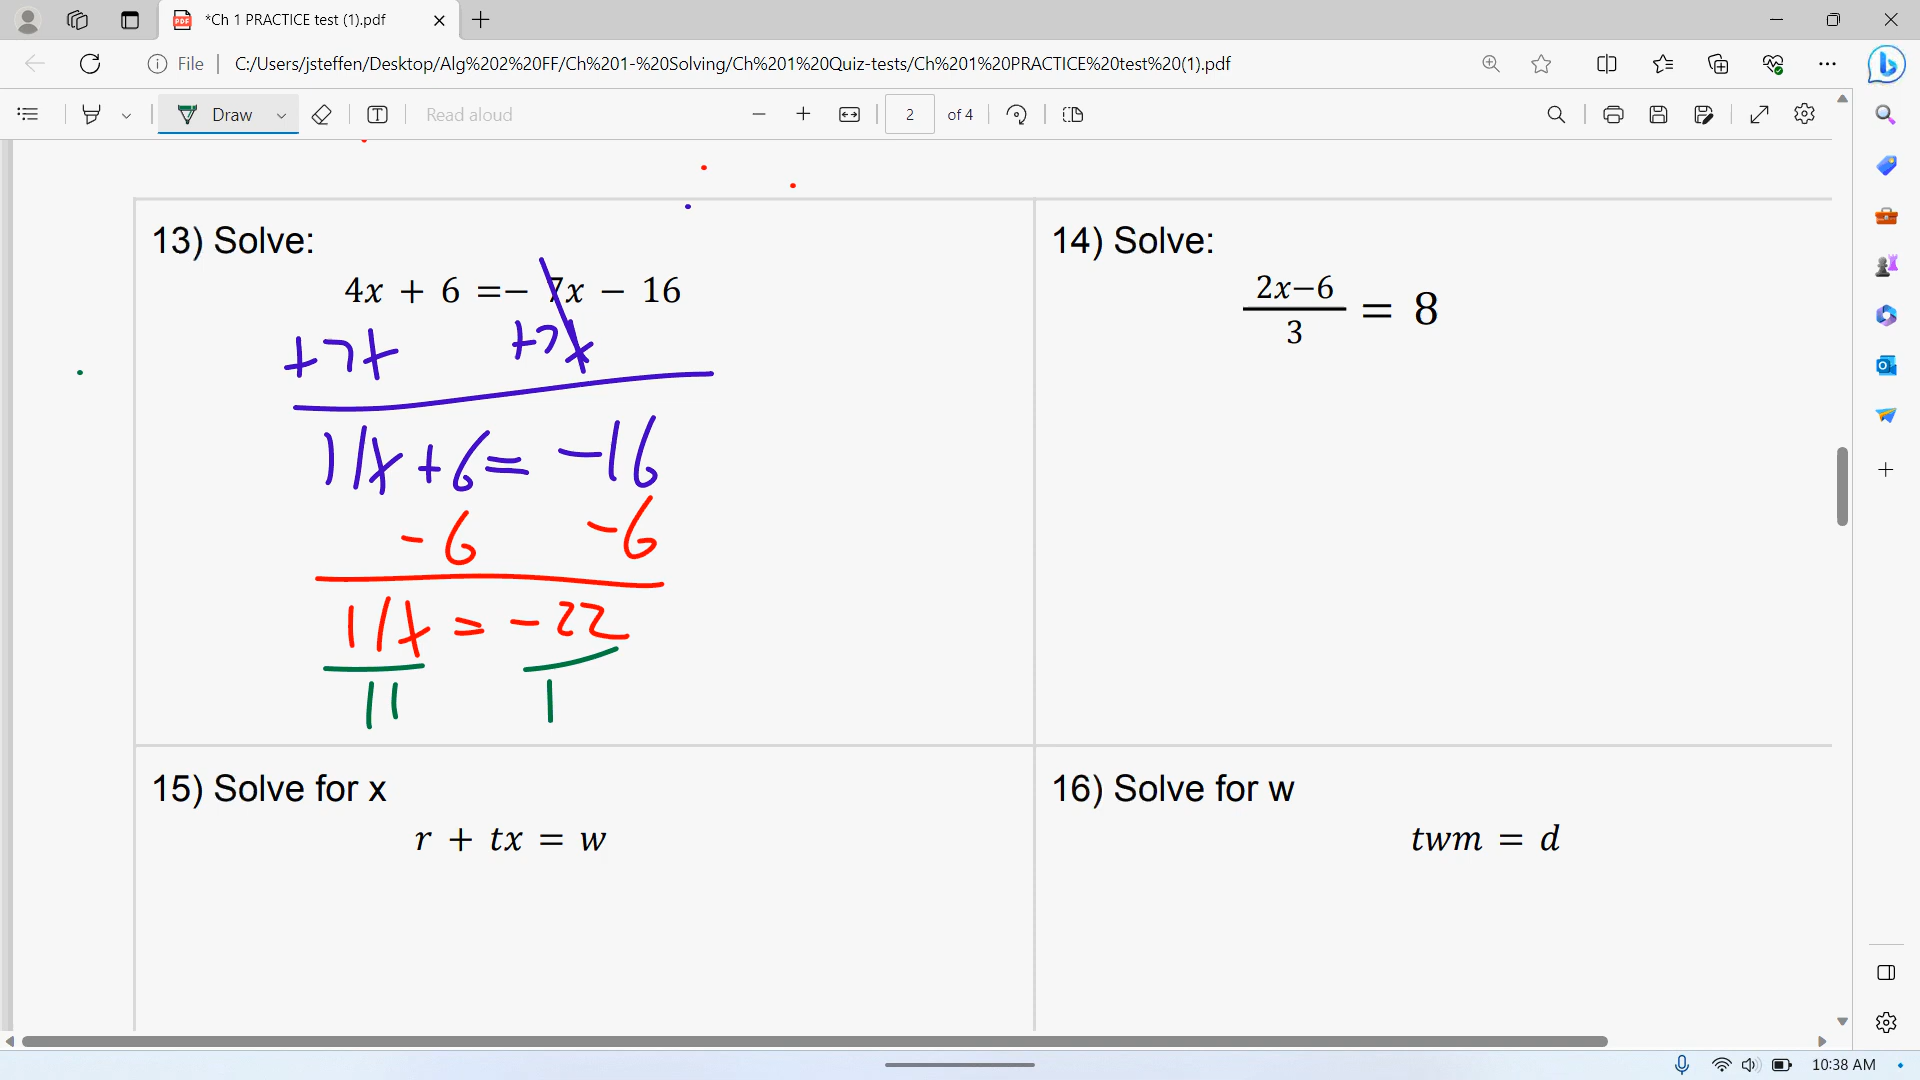 *Ch 1 PRACTICE test (1).pdf
File
C:/Users/jsteffen/Desktop/Alg%202%20FF/Ch%201-%20Solving/Ch%201%20Quiz-tests/Ch%201%20PRACTICE%20test%20(1).pdf
Draw
Read aloud
2 of 4
13) Solve:
4x + 6 =− 7x − 16
+7x +7x
11x + 6 = -16
-6 -6
11x = -22
11 1
14) Solve:
2x−6
3
= 8
15) Solve for x
r + tx = w
16) Solve for w
twm = d
10:38 AM